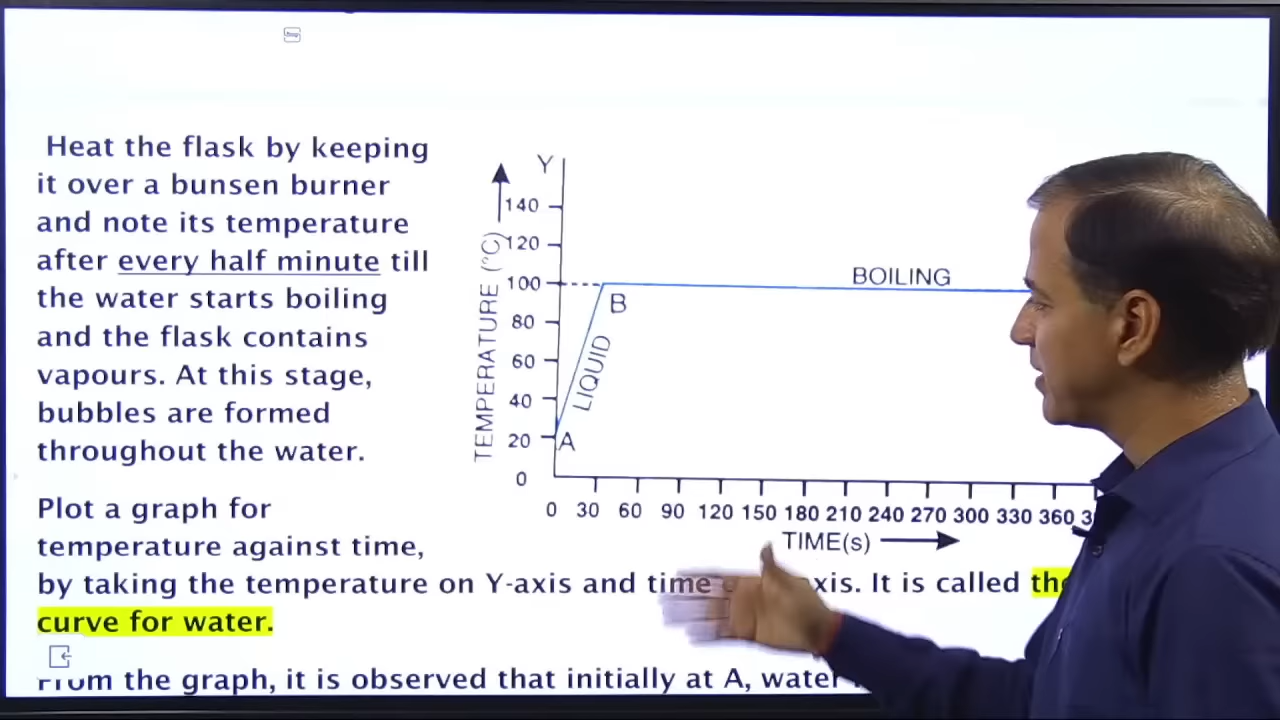 Heat the flask by keeping
it over a bunsen burner
and note its temperature
after every half minute till
the water starts boiling
and the flask contains
vapours. At this stage,
bubbles are formed
throughout the water.
Plot a graph for
temperature against time,
by taking the temperature on Y-axis and time axis. It is called
curve for water.
From the graph, it is observed that initially at A, water
Y
140
120
100
80
60
40
20
0
TEMPERATURE (°C)
BOILING
B
LIQUID
A
0 30 60 90 120 150 180 210 240 270 300 330 360
TIME(s)